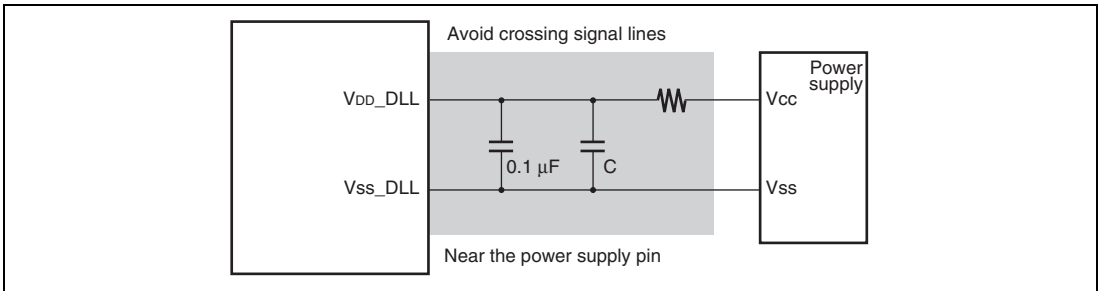 Avoid crossing signal lines
Power
supply
VDD_DLL
Vcc
0.1 μF
C
Vss_DLL
Vss
Near the power supply pin